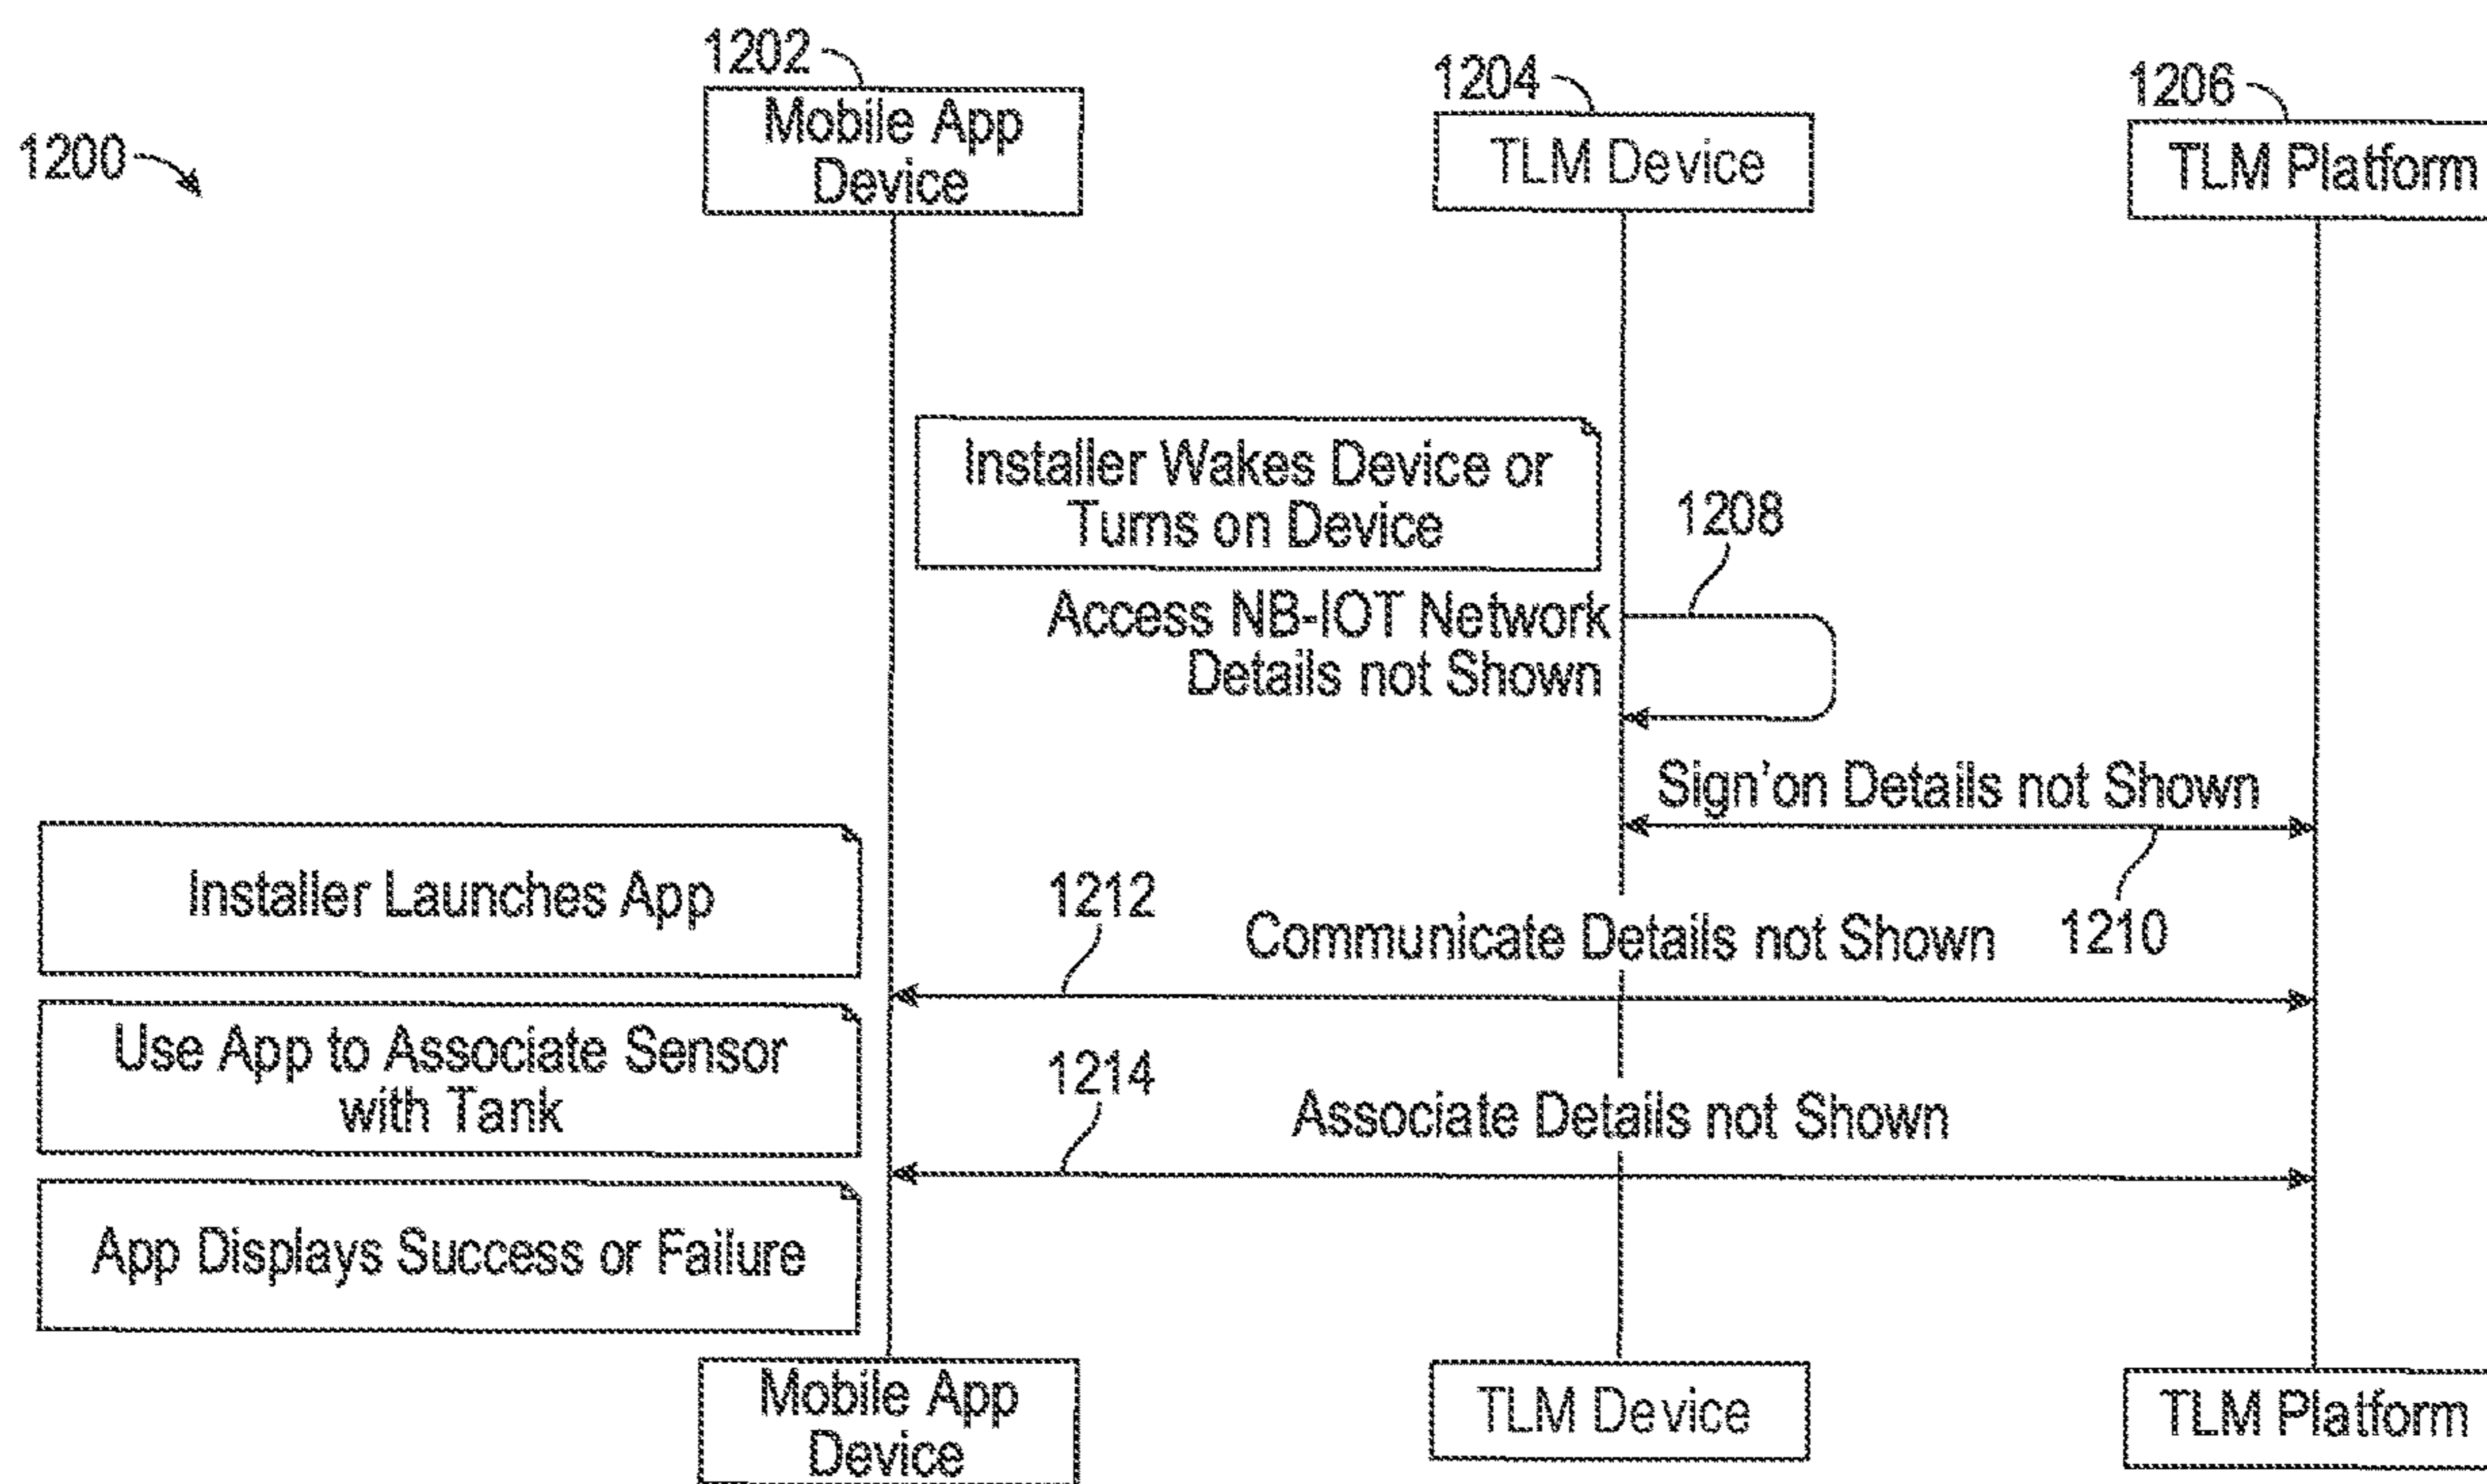 1202
1204
1206
1200
Mobile App
Device
TLM Device
TLM Platform
Installer Wakes Device or
Turns on Device
1208
Access NB-IOT Network
Details not Shown
Sign'on Details not Shown
1210
Installer Launches App
1212
Communicate Details not Shown
Use App to Associate Sensor
with Tank
1214
Associate Details not Shown
App Displays Success or Failure
Mobile App
Device
TLM Device
TLM Platform